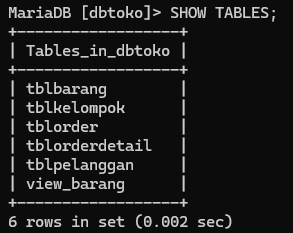 MariaDB [dbtoko]> SHOW TABLES;
+------------------+
| Tables_in_dbtoko |
+------------------+
| tblbarang        |
| tblkelompok      |
| tblorder         |
| tblorderdetail   |
| tblpelanggan     |
| view_barang      |
+------------------+
6 rows in set (0.002 sec)